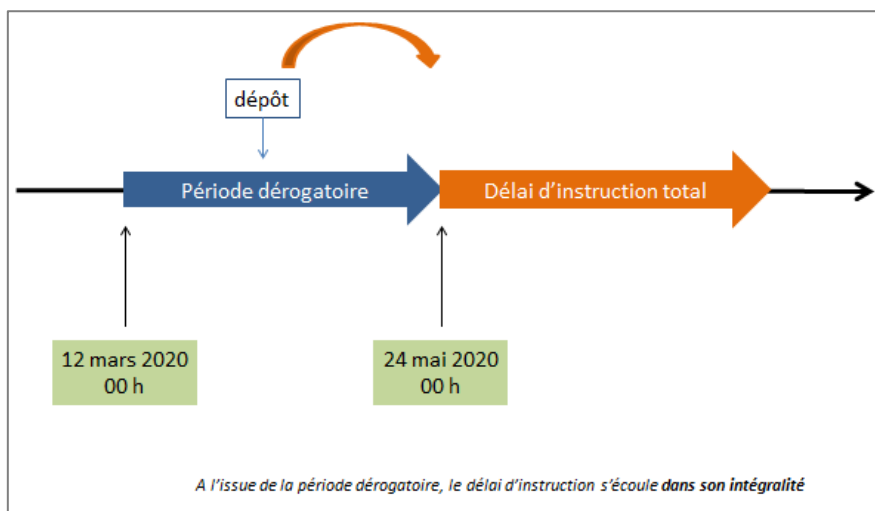 dépôt
Période dérogatoire
Délai d’instruction total
12 mars 2020
00 h
24 mai 2020
00 h
A l’issue de la période dérogatoire, le délai d’instruction s’écoule dans son intégralité